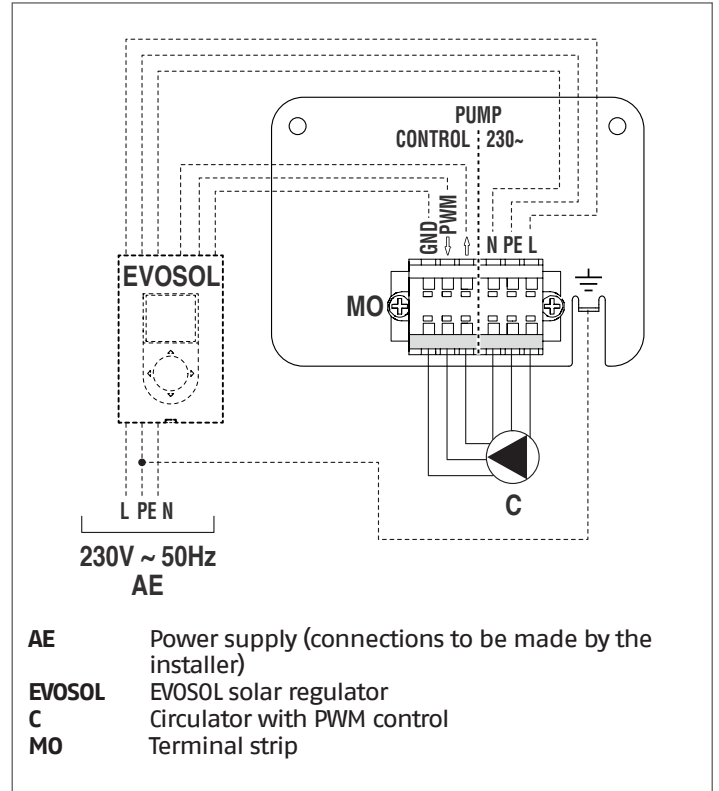 PUMP
CONTROL 230~
GND
PWM
N PE L
EVOSOL
MO
C
L PE N
230V ~ 50Hz
AE
AE Power supply (connections to be made by the
installer)
EVOSOL EVOSOL solar regulator
C Circulator with PWM control
MO Terminal strip